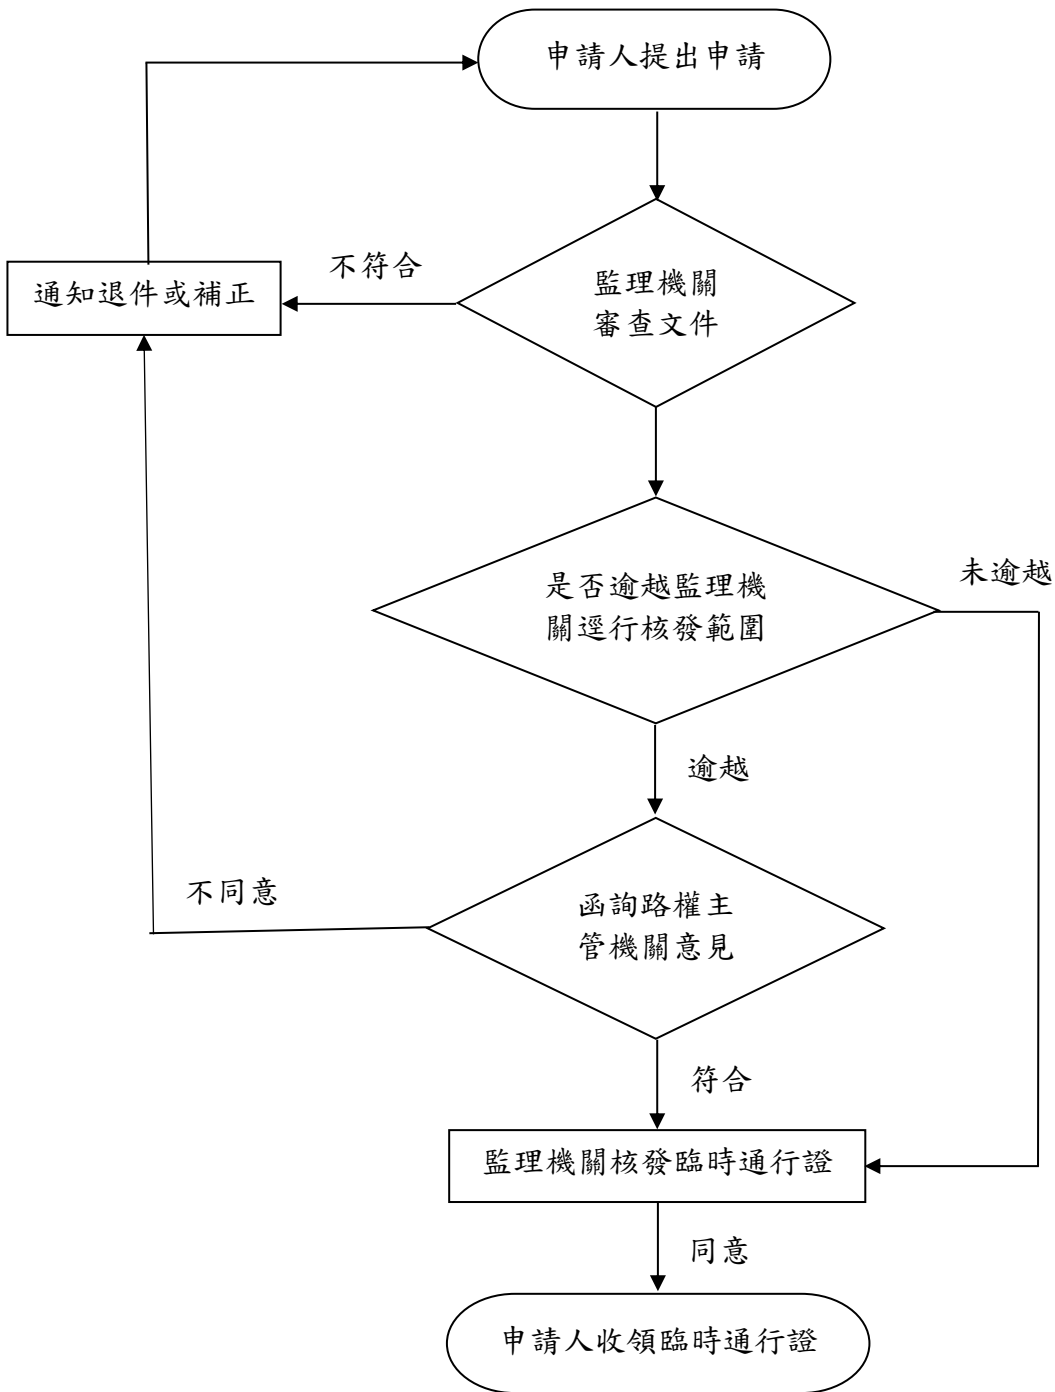 申請人提出申請
不符合
通知退件或補正
監理機關
審查文件
未逾越
是否逾越監理機
關逕行核發範圍
逾越
不同意
函詢路權主
管機關意見
符合
監理機關核發臨時通行證
同意
申請人收領臨時通行證